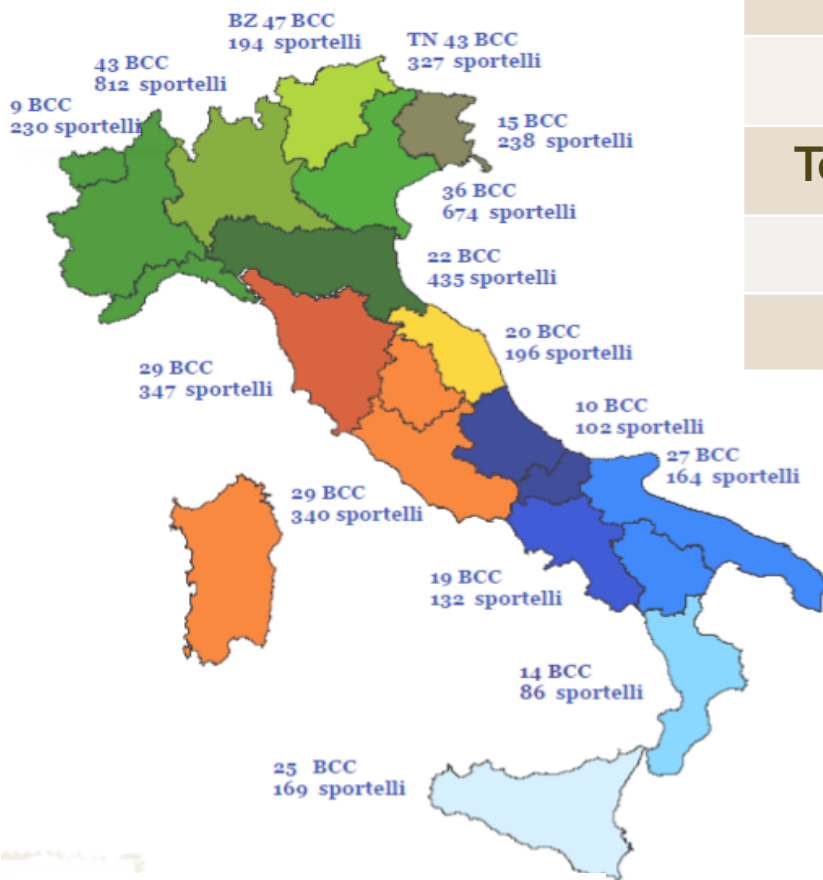 BZ 47 BCC
194 sportelli
TN 43 BCC
327 sportelli
43 BCC
812 sportelli
9 BCC
230 sportelli
15 BCC
238 sportelli
36 BCC
674 sportelli
22 BCC
435 sportelli
20 BCC
196 sportelli
29 BCC
347 sportelli
10 BCC
102 sportelli
27 BCC
164 sportelli
29 BCC
340 sportelli
19 BCC
132 sportelli
14 BCC
86 sportelli
25 BCC
169 sportelli